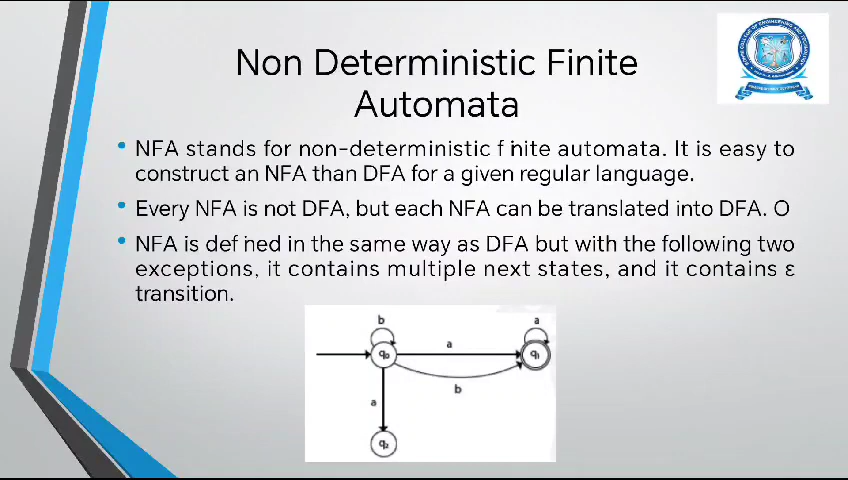 Non Deterministic Finite
Automata
NFA stands for non-deterministic finite automata. It is easy to
construct an NFA than DFA for a given regular language.
Every NFA is not DFA, but each NFA can be translated into DFA. O
NFA is defined in the same way as DFA but with the following two
exceptions, it contains multiple next states, and it contains ε
transition.
b
a
q₀
a
q₁
b
a
q₂